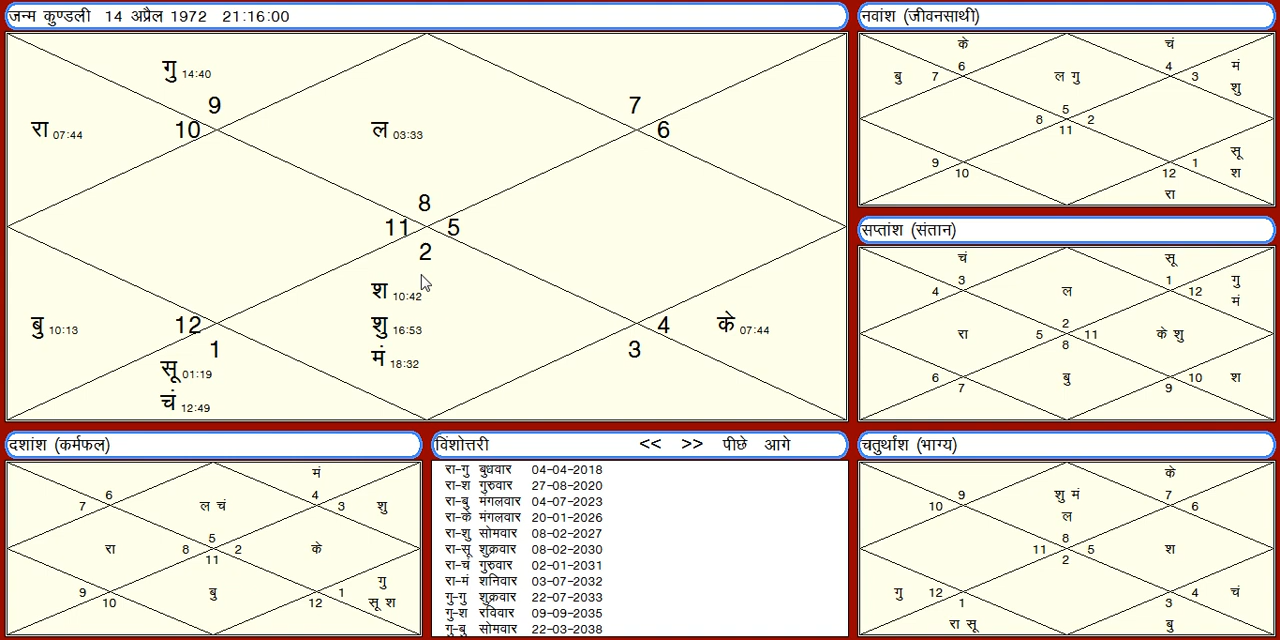 जन्म कुण्डली 14 अप्रैल 1972 21:16:00
गु 14:40
9
7
रा 07:44
10
ल 03:33
6
8
11
5
2
श 10:42
बु 10:13
12
शु 16:53
4
के 07:44
1
3
मं 18:32
सू 01:19
चं 12:49
नवांश (जीवनसाथी)
के
चं
6
4
मं
बु
7
ल गु
3
शु
5
8
2
11
सू
9
1
10
12
श
रा
सप्तांश (संतान)
चं
सू
3
1
गु
4
ल
12
मं
2
रा
5
11
के शु
8
6
बु
10
श
7
9
दशांश (कर्मफल)
मं
6
4
7
ल चं
3
शु
5
रा
8
2
के
11
गु
9
बु
1
10
12
सू श
विंशोत्तरी << >> पीछे आगे
रा-गु बुधवार 04-04-2018
रा-श गुरुवार 27-08-2020
रा-बु मंगलवार 04-07-2023
रा-के मंगलवार 20-01-2026
रा-शु सोमवार 08-02-2027
रा-सू शुक्रवार 08-02-2030
रा-चं गुरुवार 02-01-2031
रा-मं शनिवार 03-07-2032
गु-गु शुक्रवार 22-07-2033
गु-श रविवार 09-09-2035
गु-बु सोमवार 22-03-2038
चतुर्थांश (भाग्य)
के
9
शु मं
7
10
6
ल
8
11
5
श
2
गु
12
4
चं
1
3
रा सू
बु